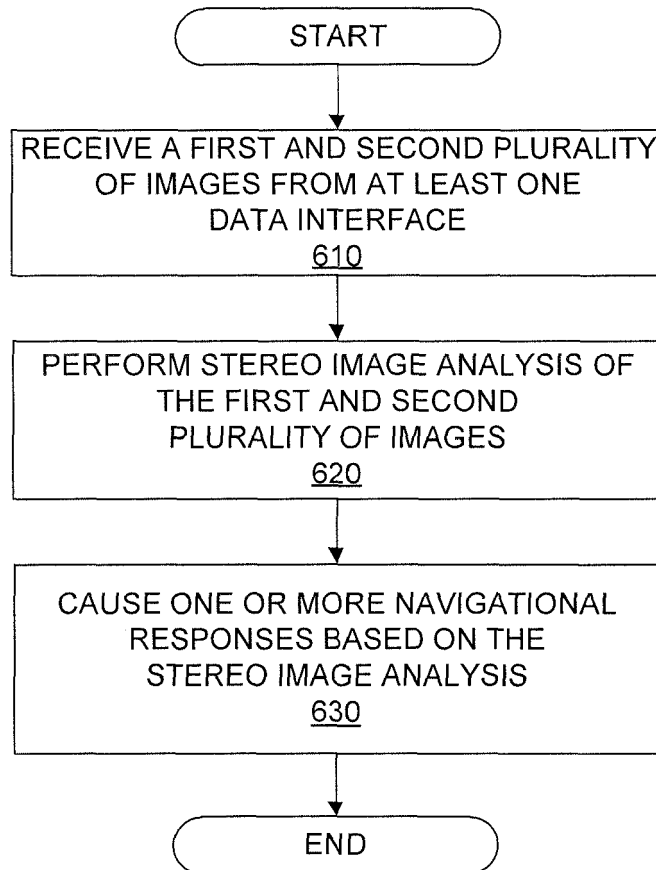 START
RECEIVE A FIRST AND SECOND PLURALITY
OF IMAGES FROM AT LEAST ONE
DATA INTERFACE
610
PERFORM STEREO IMAGE ANALYSIS OF
THE FIRST AND SECOND
PLURALITY OF IMAGES
620
CAUSE ONE OR MORE NAVIGATIONAL
RESPONSES BASED ON THE
STEREO IMAGE ANALYSIS
630
END